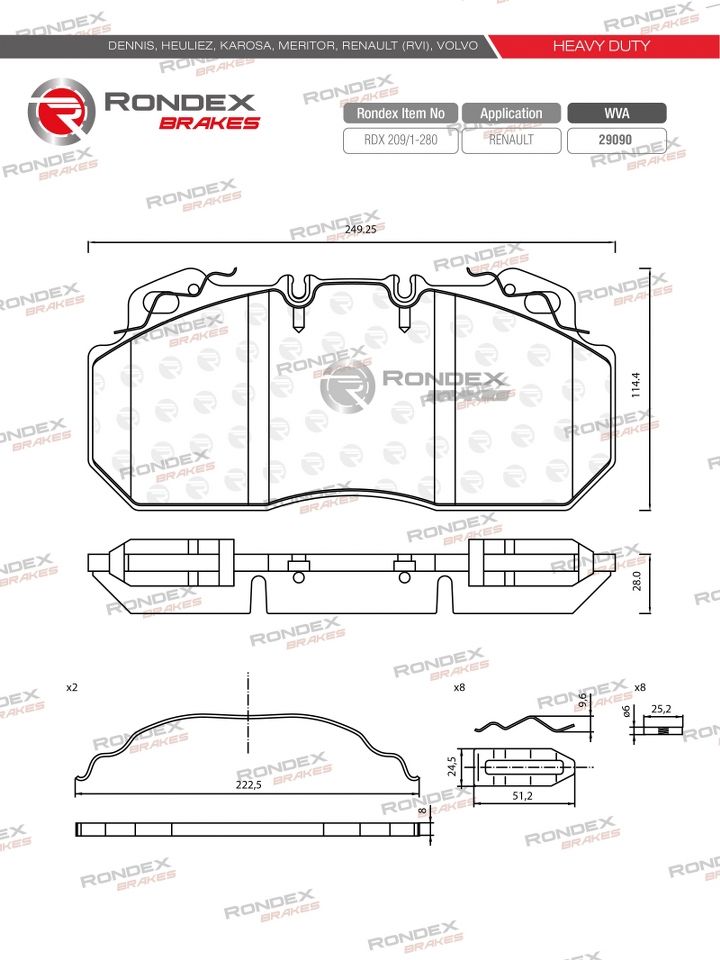 DENNIS, HEULIEZ, KAROSA, MERITOR, RENAULT (RVI), VOLVO
HEAVY DUTY
RONDEX
BRAKES
Rondex Item No
Application
WVA
RDX 209/1-280
RENAULT
29090
249.25
114.4
RONDEX
28.0
x2
222,5
8
x8
9,6
24,5
51,2
x8
ø6
25,2
RONDEX
BRAKES